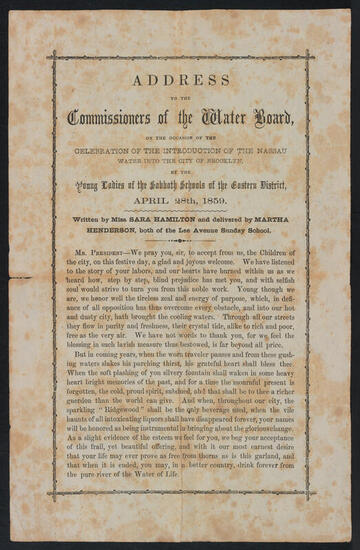 ADDRESS
TO THE
Commissioners of the Water Board,
ON THE OCCASION OF THE
CELEBRATION OF THE INTRODUCTION OF THE NASSAU
WATER INTO THE CITY OF BROOKLYN,
BY THE
Young Ladies of the Sabbath Schools of the Eastern District,
APRIL 28th, 1859.
Written by Miss SARA HAMILTON and delivered by MARTHA
HENDERSON, both of the Lee Avenue Sunday School.
MR. PRESIDENT—We pray you, sir, to accept from us, the Children of
the city, on this festive day, a glad and joyous welcome. We have listened
to the story of your labors, and our hearts have burned within us as we
heard how, step by step, blind prejudice has met you, and with selfish
zeal would strive to turn you from this noble work. Young though we
are, we honor well the tireless zeal and energy of purpose, which, in defi-
ance of all opposition has thus overcome every obstacle, and into our hot
and dusty city, hath brought the cooling waters. Through all our streets
they flow in purity and freshness, their crystal tide, alike to rich and poor,
free as the very air. We have not words to thank you, for we feel the
blessing in such lavish measure thus bestowed, is far beyond all price.
But in coming years, when the worn traveler pauses and from these gush-
ing waters slakes his parching thirst, his grateful heart shall bless thee.
When the soft plashing of yon silvery fountain shall waken in some heavy
heart bright memories of the past, and for a time the mournful present is
forgotten, the cold, proud spirit, subdued, and that shall be to thee a richer
guerdon than the world can give. And when, throughout our city, the
sparkling "Ridgewood" shall be the only beverage used, when the vile
haunts of all intoxicating liquors shall have disappeared forever, your names
will be honored as being instrumental in bringing about the glorious exchange.
As a slight evidence of the esteem we feel for you, we beg your acceptance
of this frail, yet beautiful offering, and with it our most earnest desire
that your life may ever prove as free from thorns as is this garland, and
that when it is ended, you may, in a better country, drink forever from
the pure river of the Water of Life.